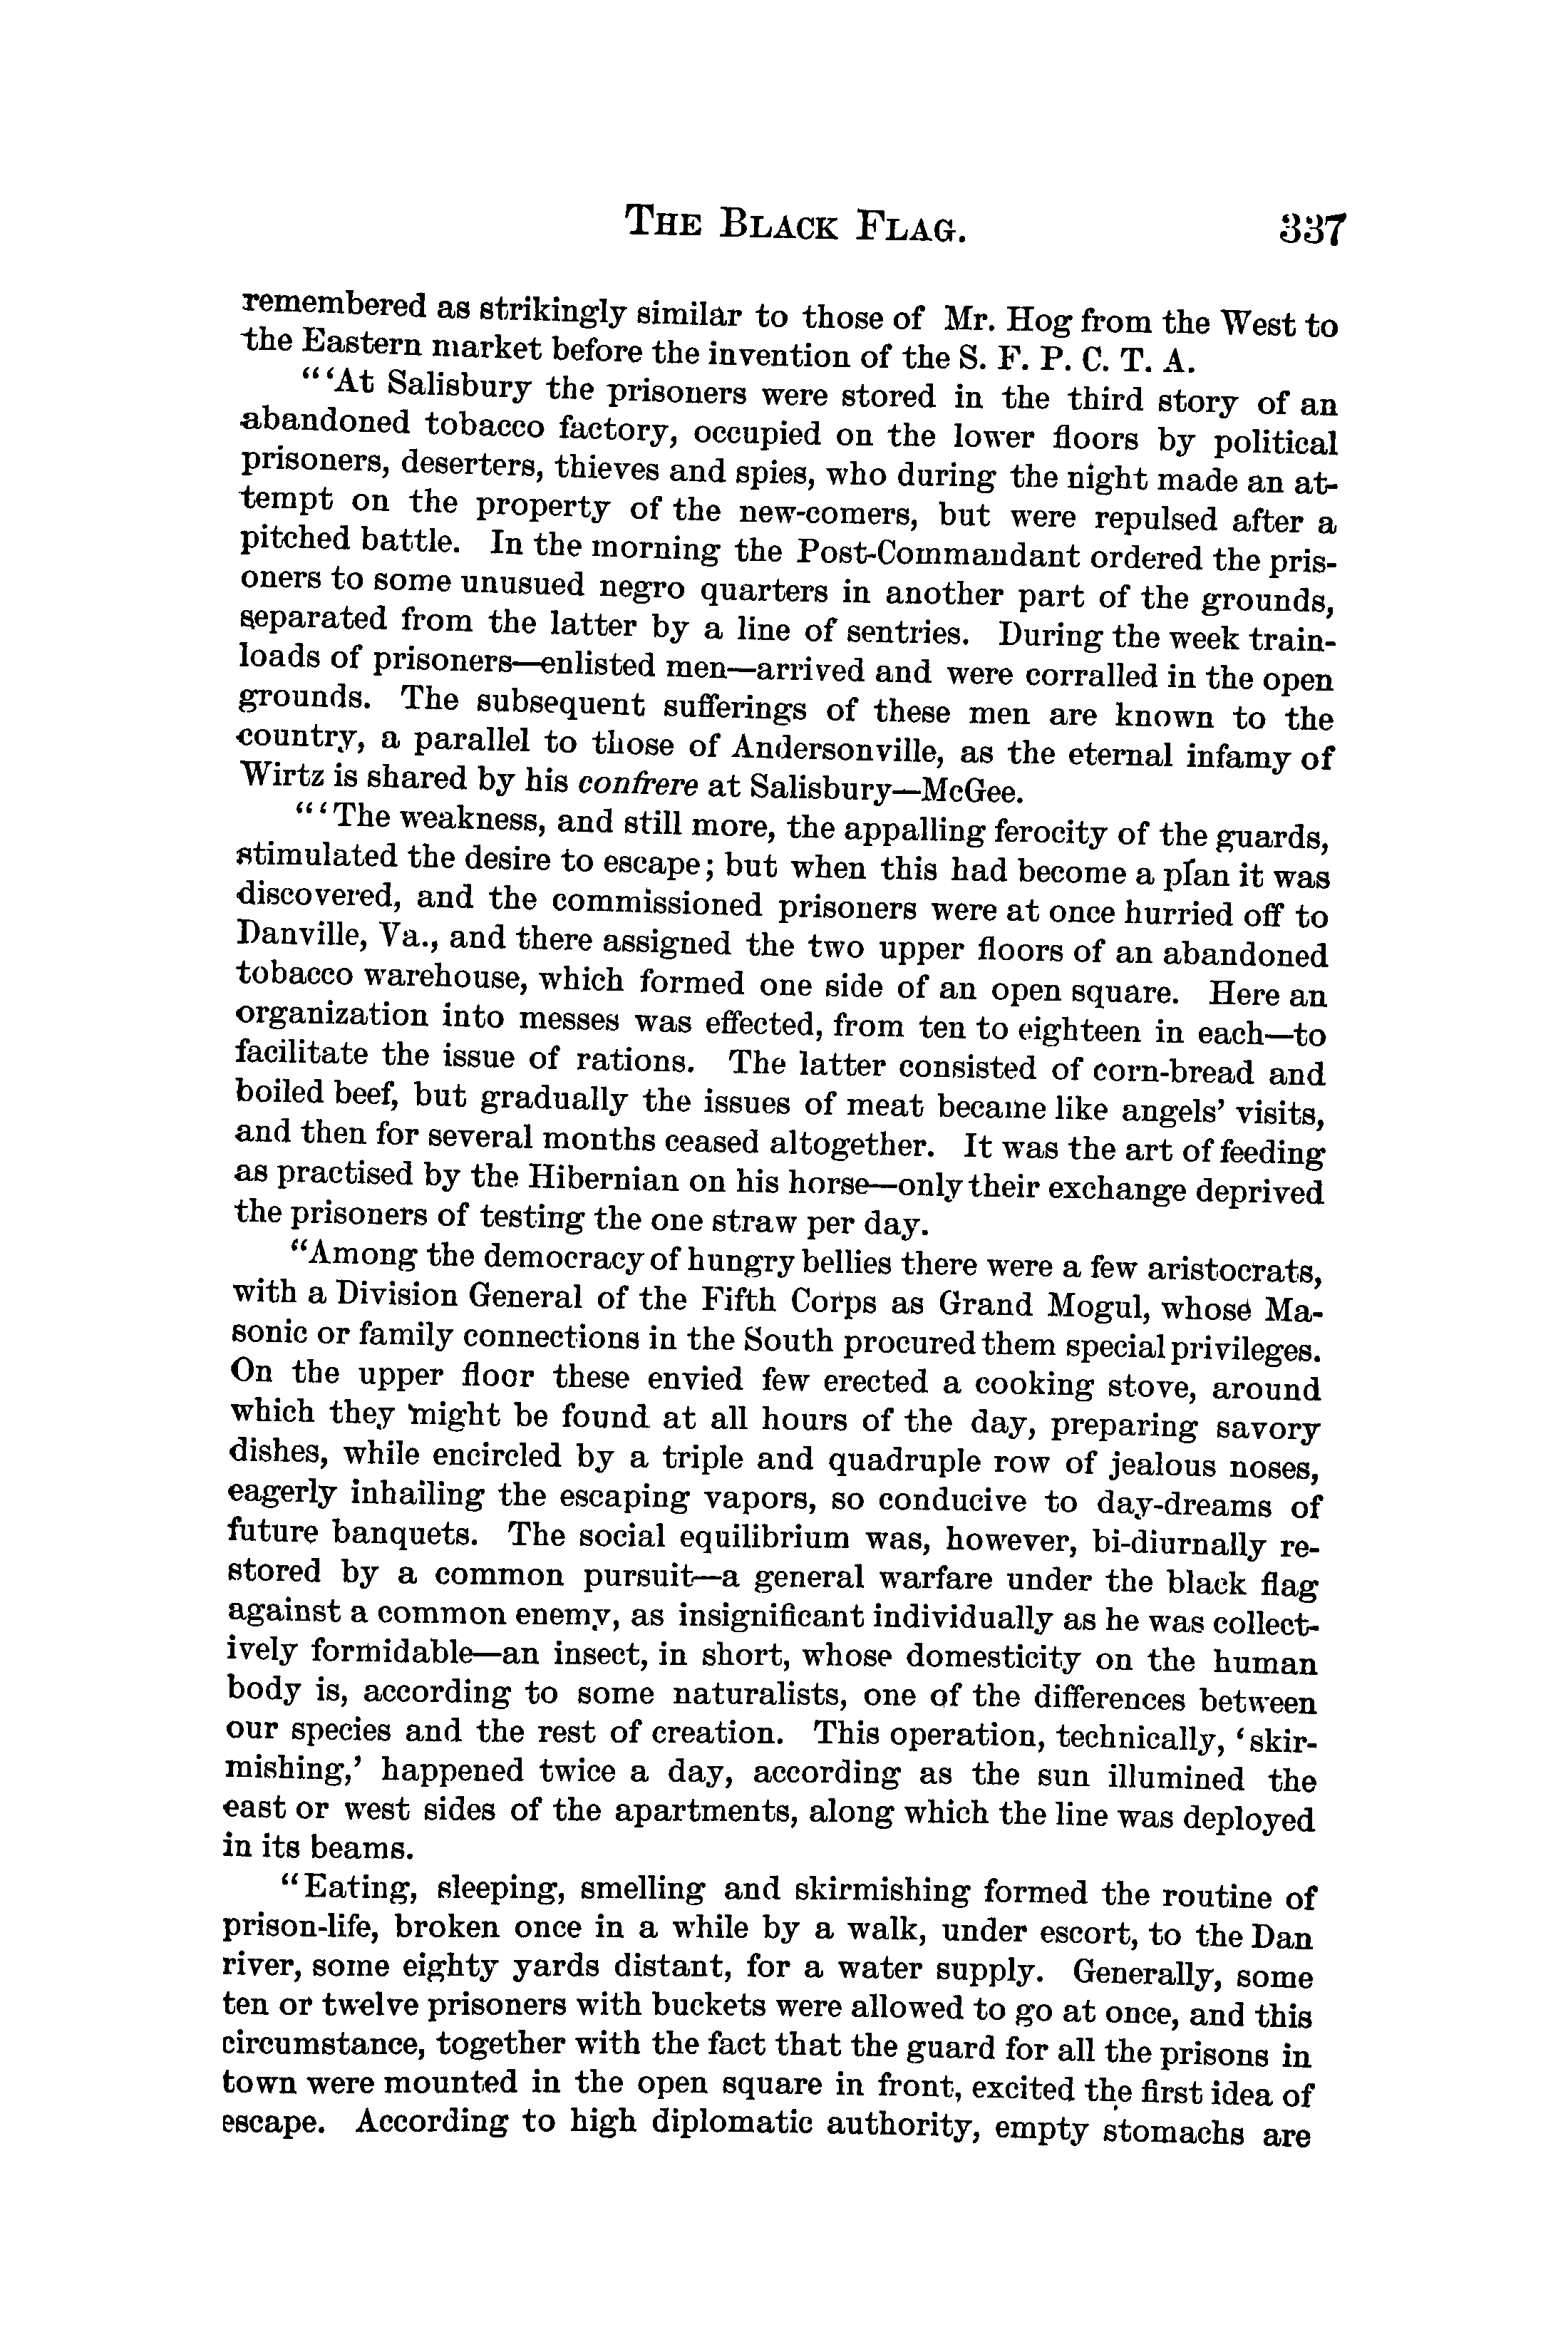 THE BLACK FLAG. 337
remembered as strikingly similar to those of Mr. Hog from the West to
the Eastern market before the invention of the S. F. P. C. T. A.
"'At Salisbury the prisoners were stored in the third story of an
abandoned tobacco factory, occupied on the lower floors by political
prisoners, deserters, thieves and spies, who during the night made an at-
tempt on the property of the new-comers, but were repulsed after a
pitched battle. In the morning the Post-Commandant ordered the pris-
oners to some unusued negro quarters in another part of the grounds,
separated from the latter by a line of sentries. During the week train-
loads of prisoners—enlisted men—arrived and were corralled in the open
grounds. The subsequent sufferings of these men are known to the
country, a parallel to those of Andersonville, as the eternal infamy of
Wirtz is shared by his confrere at Salisbury—McGee.
"'The weakness, and still more, the appalling ferocity of the guards,
stimulated the desire to escape; but when this had become a plan it was
discovered, and the commissioned prisoners were at once hurried off to
Danville, Va., and there assigned the two upper floors of an abandoned
tobacco warehouse, which formed one side of an open square. Here an
organization into messes was effected, from ten to eighteen in each—to
facilitate the issue of rations. The latter consisted of corn-bread and
boiled beef, but gradually the issues of meat became like angels' visits,
and then for several months ceased altogether. It was the art of feeding
as practised by the Hibernian on his horse—only their exchange deprived
the prisoners of testing the one straw per day.
"Among the democracy of hungry bellies there were a few aristocrats,
with a Division General of the Fifth Corps as Grand Mogul, whose Ma-
sonic or family connections in the South procured them special privileges.
On the upper floor these envied few erected a cooking stove, around
which they might be found at all hours of the day, preparing savory
dishes, while encircled by a triple and quadruple row of jealous noses,
eagerly inhailing the escaping vapors, so conducive to day-dreams of
future banquets. The social equilibrium was, however, bi-diurnally re-
stored by a common pursuit—a general warfare under the black flag
against a common enemy, as insignificant individually as he was collect-
ively formidable—an insect, in short, whose domesticity on the human
body is, according to some naturalists, one of the differences between
our species and the rest of creation. This operation, technically, 'skir-
mishing,' happened twice a day, according as the sun illumined the
east or west sides of the apartments, along which the line was deployed
in its beams.
"Eating, sleeping, smelling and skirmishing formed the routine of
prison-life, broken once in a while by a walk, under escort, to the Dan
river, some eighty yards distant, for a water supply. Generally, some
ten or twelve prisoners with buckets were allowed to go at once, and this
circumstance, together with the fact that the guard for all the prisons in
town were mounted in the open square in front, excited the first idea of
escape. According to high diplomatic authority, empty stomachs are